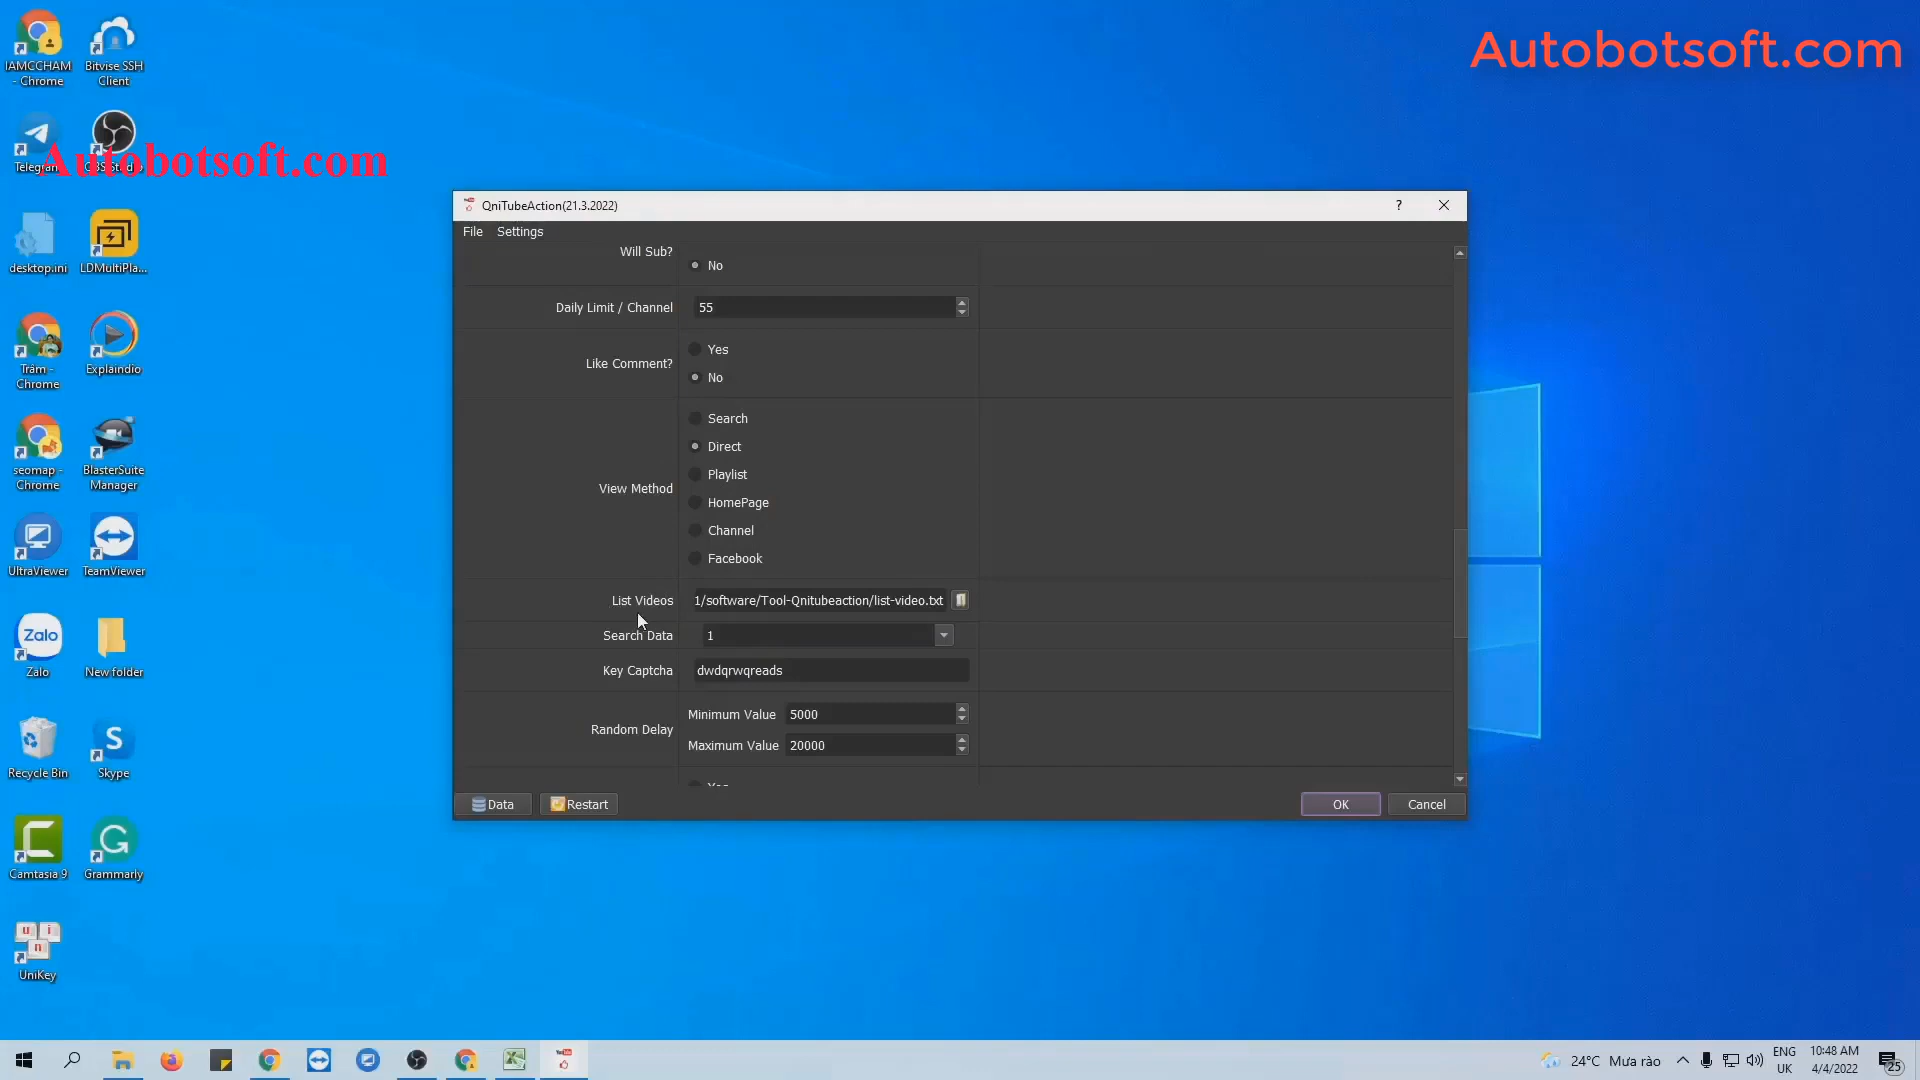 Autobotsoft.com
IAMCCHAM
- Chrome
Bitvise SSH
Client
Telegram
OBS Studio
Autobotsoft.com
desktop.ini
LDMultiPla...
Trâm -
Chrome
Explaindio
seomap -
Chrome
BlasterSuite
Manager
UltraViewer
TeamViewer
Zalo
Zalo
New folder
Recycle Bin
Skype
Camtasia 9
Grammarly
UniKey
QniTubeAction(21.3.2022)
?
File Settings
Will Sub?
No
Daily Limit / Channel 55
Like Comment?
Yes
No
View Method
Search
Direct
Playlist
HomePage
Channel
Facebook
List Videos 1/software/Tool-Qnitubeaction/list-video.txt
Search Data 1
Key Captcha dwdqrwqreads
Random Delay
Minimum Value 5000
Maximum Value 20000
Data Restart OK Cancel
24°C Mưa rào
ENG
UK
10:48 AM
4/4/2022
25